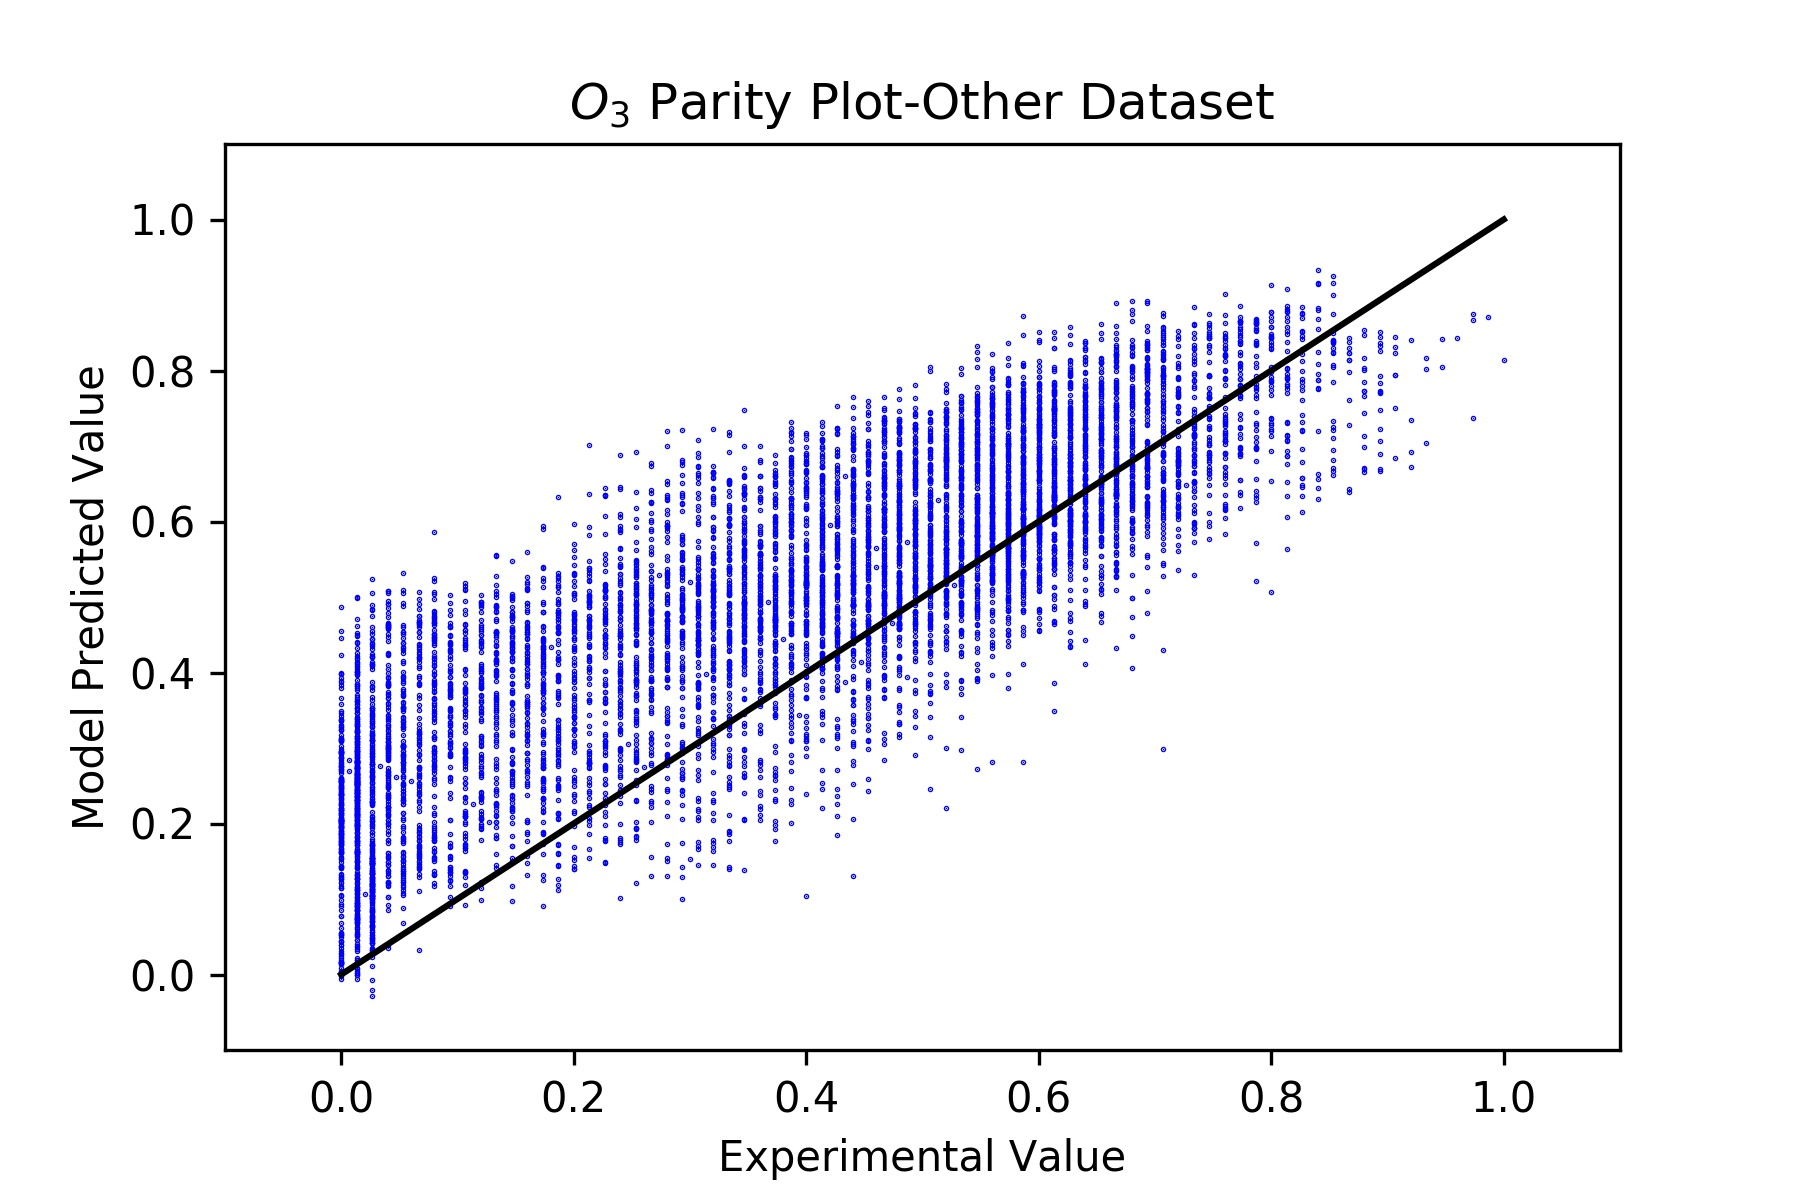 O₃ Parity Plot-Other Dataset
Model Predicted Value
1.0
0.8
0.6
0.4
0.2
0.0
0.0 0.2 0.4 0.6 0.8 1.0
Experimental Value